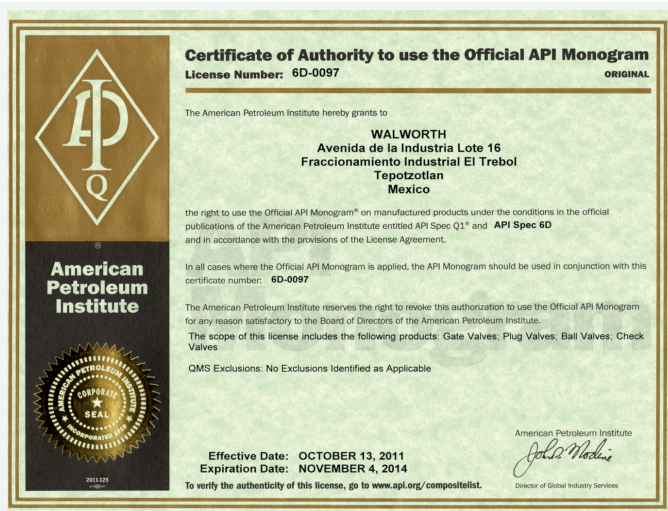 Certificate of Authority to use the Official API Monogram
License Number: 6D-0097
ORIGINAL
The American Petroleum Institute hereby grants to
WALWORTH
Avenida de la Industria Lote 16
Fraccionamiento Industrial El Trebol
Tepotzotlan
Mexico
the right to use the Official API Monogram® on manufactured products under the conditions in the official
publications of the American Petroleum Institute entitled API Spec Q1® and API Spec 6D
and in accordance with the provisions of the License Agreement.
In all cases where the Official API Monogram is applied, the API Monogram should be used in conjunction with this
certificate number: 6D-0097
The American Petroleum Institute reserves the right to revoke this authorization to use the Official API Monogram
for any reason satisfactory to the Board of Directors of the American Petroleum Institute.
The scope of this license includes the following products: Gate Valves; Plug Valves; Ball Valves; Check
Valves
QMS Exclusions: No Exclusions Identified as Applicable
Effective Date: OCTOBER 13, 2011
Expiration Date: NOVEMBER 4, 2014
To verify the authenticity of this license, go to www.api.org/compositelist.
American Petroleum Institute
Director of Global Industry Services
API
Q
®
American
Petroleum
Institute
AMERICAN PETROLEUM INSTITUTE
CORPORATE
SEAL
INCORPORATED 1919
2011-125